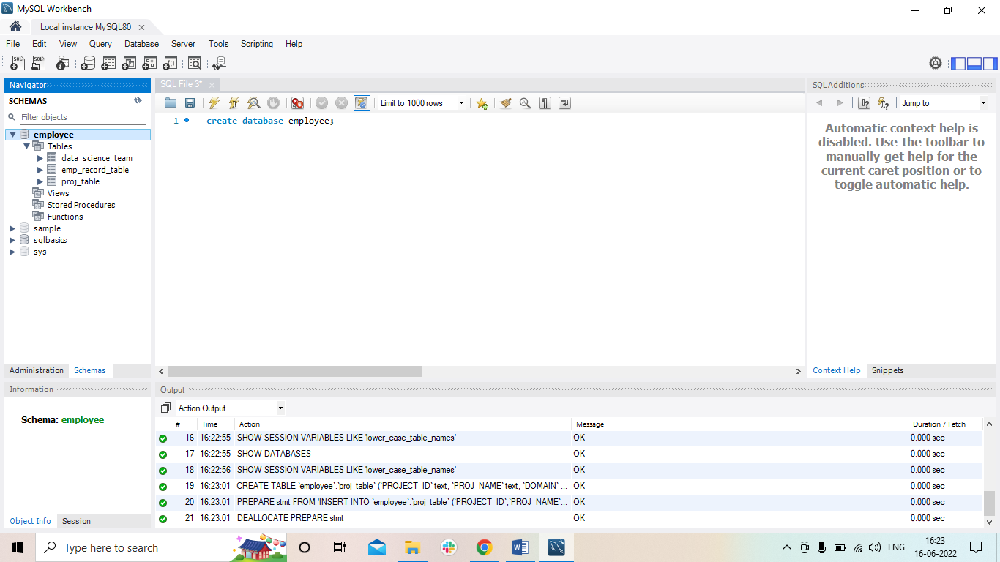 MySQL Workbench
Local instance MySQL80
File Edit View Query Database Server Tools Scripting Help
Navigator
SCHEMAS
Filter objects
employee
Tables
data_science_team
emp_record_table
proj_table
Views
Stored Procedures
Functions
sample
sqlbasics
sys
Administration Schemas
Information
Schema: employee
Object Info Session
SQL File 3*
Limit to 1000 rows
1 create database employee;
SQLAdditions
Jump to
Automatic context help is
disabled. Use the toolbar to
manually get help for the
current caret position or to
toggle automatic help.
Context Help Snippets
Output
Action Output
# Time Action Message Duration / Fetch
16 16:22:55 SHOW SESSION VARIABLES LIKE 'lower_case_table_names' OK 0.000 sec
17 16:22:55 SHOW DATABASES OK 0.000 sec
18 16:22:56 SHOW SESSION VARIABLES LIKE 'lower_case_table_names' OK 0.000 sec
19 16:23:01 CREATE TABLE `employee`.`proj_table` (`PROJECT_ID` text, `PROJ_NAME` text, `DOMAIN` ... OK 0.000 sec
20 16:23:01 PREPARE stmt FROM 'INSERT INTO `employee`.`proj_table` (`PROJECT_ID`,`PROJ_NAME`... OK 0.000 sec
21 16:23:01 DEALLOCATE PREPARE stmt OK 0.000 sec
Type here to search
ENG
16:23
16-06-2022